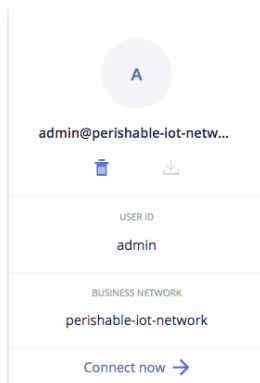 A
admin@perishable-iot-netw...
USER ID
admin
BUSINESS NETWORK
perishable-iot-network
Connect now